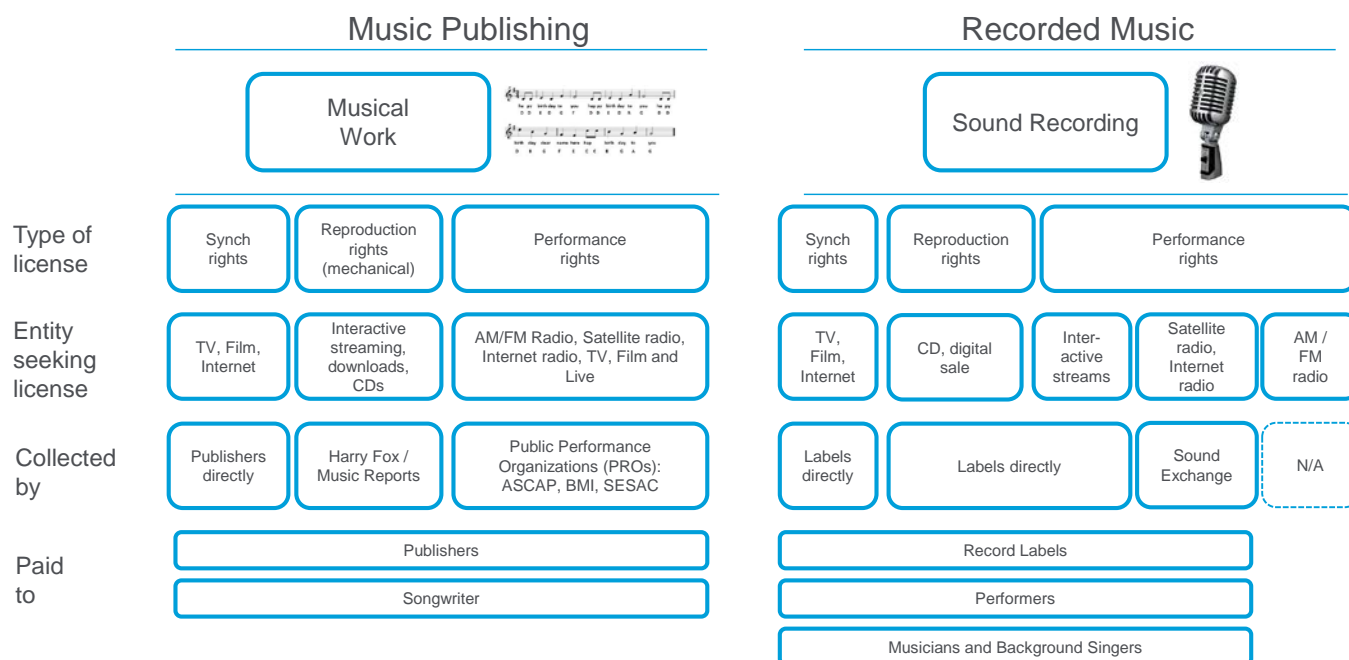 Music Publishing
Recorded Music
Musical
Work
Sound Recording
Type of
license
Synch
rights
Reproduction
rights
(mechanical)
Performance
rights
Synch
rights
Reproduction
rights
Performance
rights
Entity
seeking
license
TV, Film,
Internet
Interactive
streaming,
downloads,
CDs
AM/FM Radio, Satellite radio,
Internet radio, TV, Film and
Live
TV,
Film,
Internet
CD, digital
sale
Inter-
active
streams
Satellite
radio,
Internet
radio
AM /
FM
radio
Collected
by
Publishers
directly
Harry Fox /
Music Reports
Public Performance
Organizations (PROs):
ASCAP, BMI, SESAC
Labels
directly
Labels directly
Sound
Exchange
N/A
Paid
to
Publishers
Songwriter
Record Labels
Performers
Musicians and Background Singers